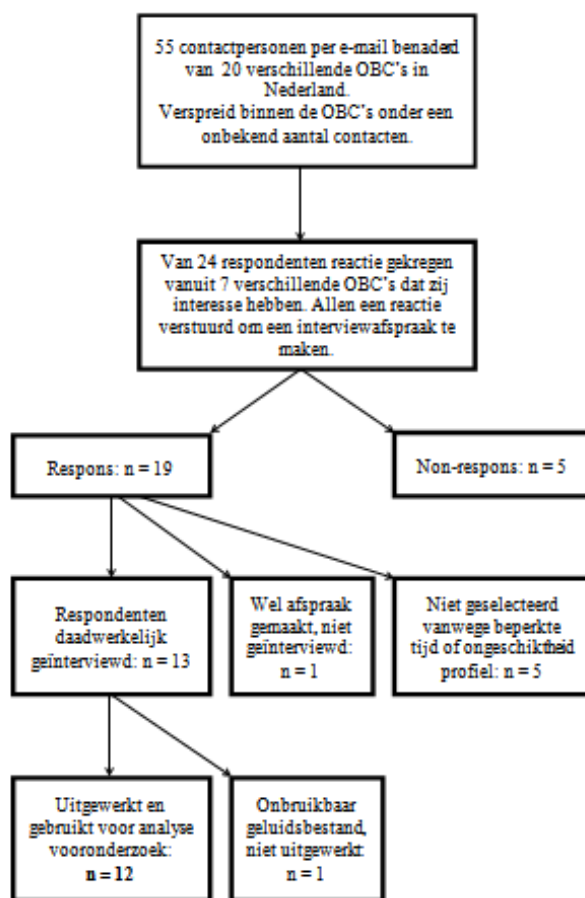 55 contactpersonen per e-mail benaderd
van 20 verschillende OBC's in
Nederland.
Verspreid binnen de OBC's onder een
onbekend aantal contacten.
Van 24 respondenten reactie gekregen
vanuit 7 verschillende OBC's dat zij
interesse hebben. Allen een reactie
verstuurd om een interviewafspraak te
maken.
Respons: n = 19
Non-respons: n = 5
Respondenten
daadwerkelijk
geïnterviewd: n = 13
Wel afspraak
gemaakt, niet
geïnterviewd:
n = 1
Niet geselecteerd
vanwege beperkte
tijd of ongeschiktheid
profiel: n = 5
Uitgewerkt en
gebruikt voor analyse
vooronderzoek:
n = 12
Onbruikbaar
geluidsbestand,
niet uitgewerkt:
n = 1